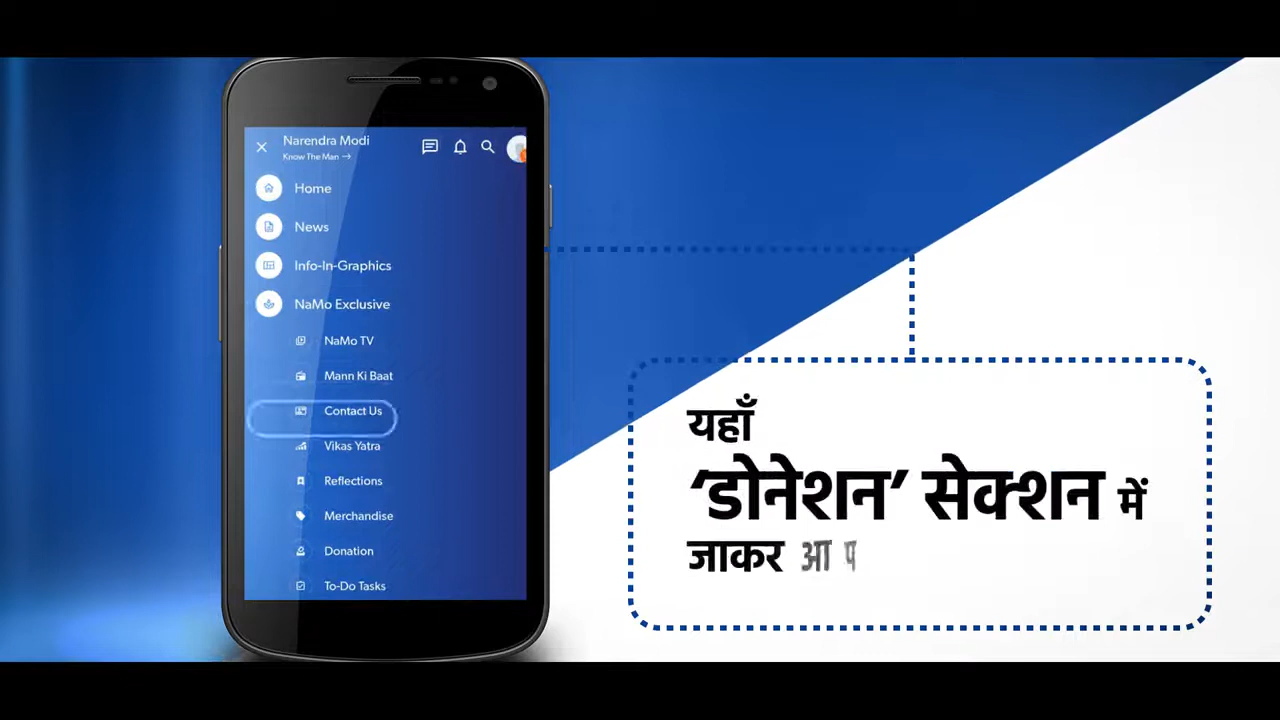 Narendra Modi
Know The Man →
Home
News
Info-In-Graphics
NaMo Exclusive
NaMo TV
Mann Ki Baat
Contact Us
Vikas Yatra
Reflections
Merchandise
Donation
To-Do Tasks
यहाँ
‘डोनेशन’ सेक्शन में
जाकर आप